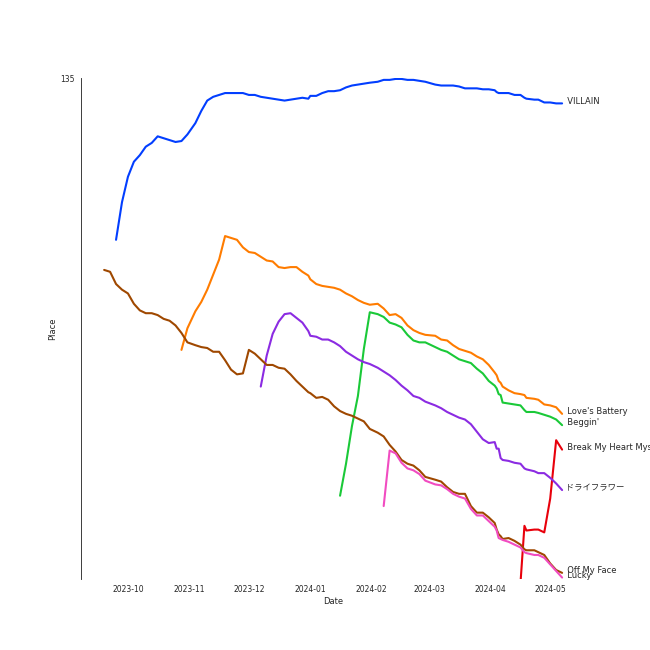 135
VILLAIN
Place
Love's Battery
Beggin'
Break My Heart Mys
ドライフラワー
Off My Face
Lucky
2023-10 2023-11 2023-12 2024-01 2024-02 2024-03 2024-04 2024-05
Date